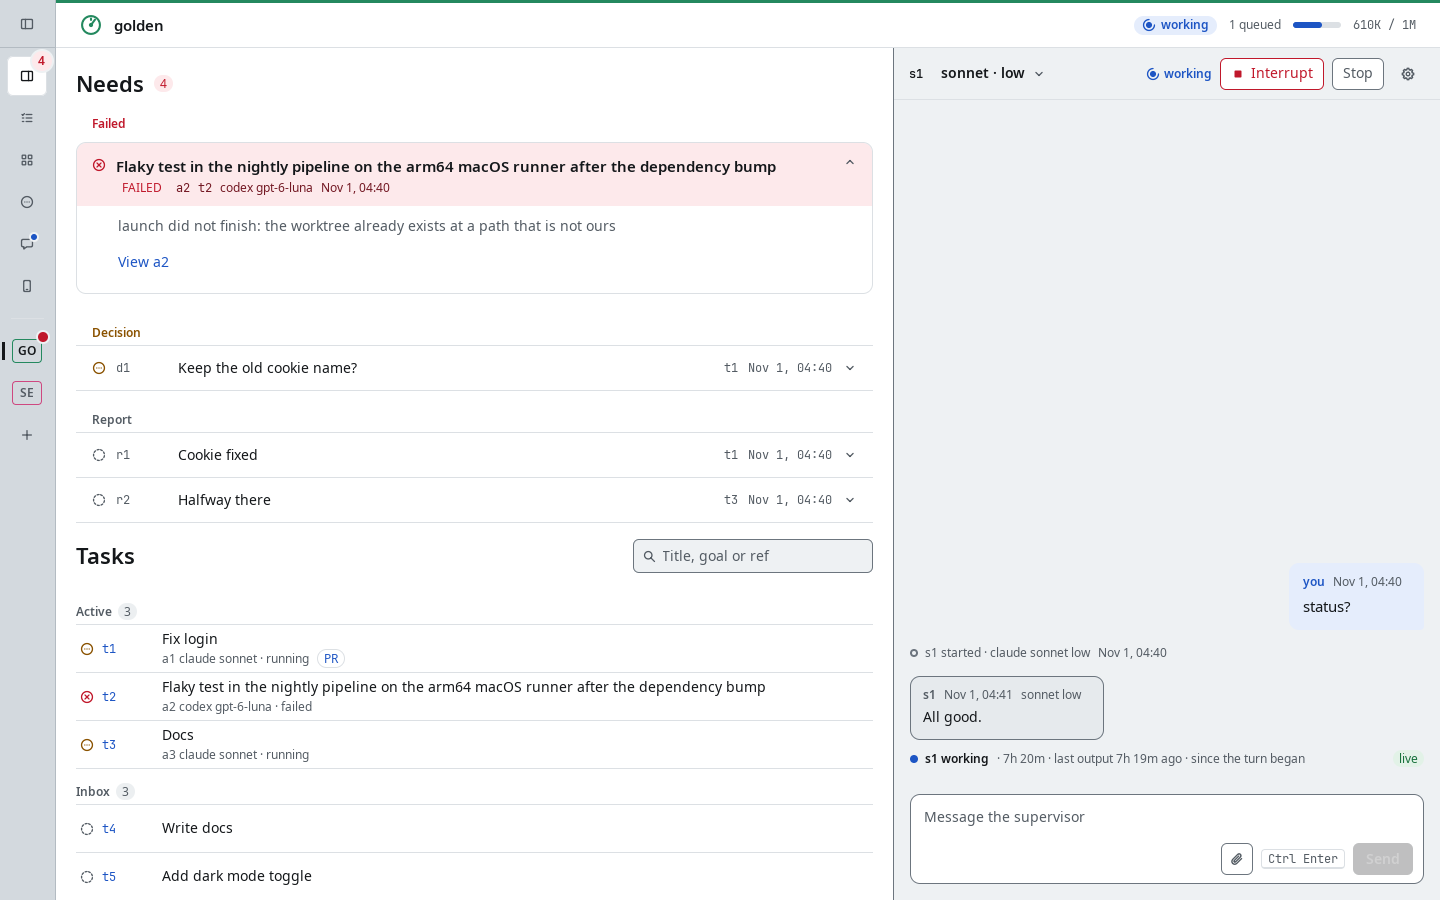 golden
working
1 queued
610K / 1M
4
GO
SE
Needs 4
Failed
Flaky test in the nightly pipeline on the arm64 macOS runner after the dependency bump
FAILED a2 t2 codex gpt-6-luna Nov 1, 04:40
launch did not finish: the worktree already exists at a path that is not ours
View a2
Decision
d1 Keep the old cookie name? t1 Nov 1, 04:40
Report
r1 Cookie fixed t1 Nov 1, 04:40
r2 Halfway there t3 Nov 1, 04:40
Tasks
Title, goal or ref
Active 3
t1 Fix login
a1 claude sonnet · running PR
t2 Flaky test in the nightly pipeline on the arm64 macOS runner after the dependency bump
a2 codex gpt-6-luna · failed
t3 Docs
a3 claude sonnet · running
Inbox 3
t4 Write docs
t5 Add dark mode toggle
s1 sonnet · low
working
Interrupt
Stop
you Nov 1, 04:40
status?
s1 started · claude sonnet low Nov 1, 04:40
s1 Nov 1, 04:41 sonnet low
All good.
s1 working · 7h 20m · last output 7h 19m ago · since the turn began live
Message the supervisor
Ctrl Enter
Send